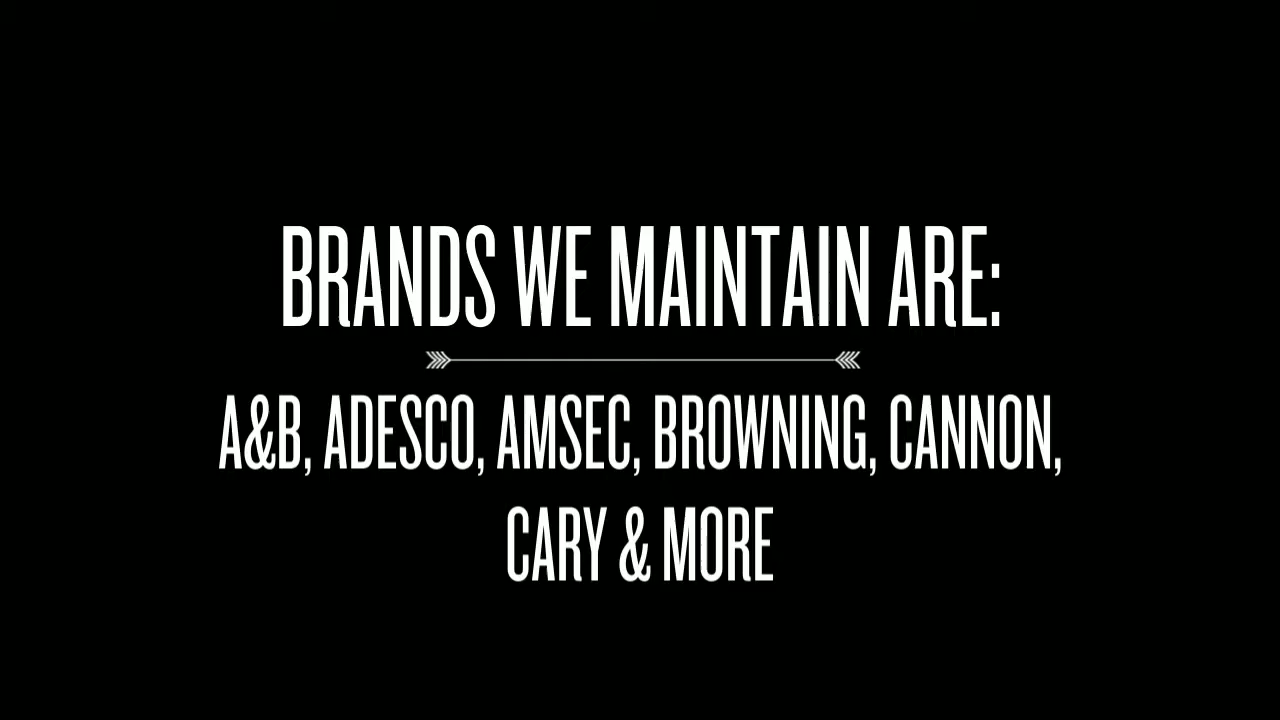 BRANDS WE MAINTAIN ARE:
A&B, ADESCO, AMSEC, BROWNING, CANNON,
CARY & MORE